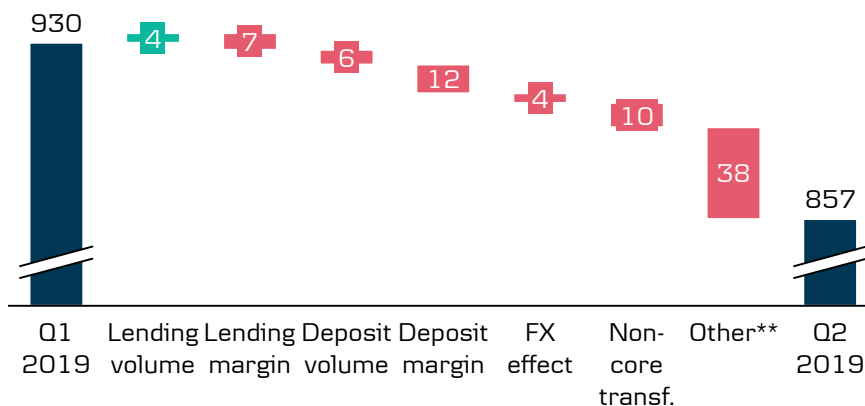 930
4
7
6
12
4
10
38
857
Q1
2019
Lending
volume
Lending
margin
Deposit
volume
Deposit
margin
FX
effect
Non-
core
transf.
Other**
Q2
2019